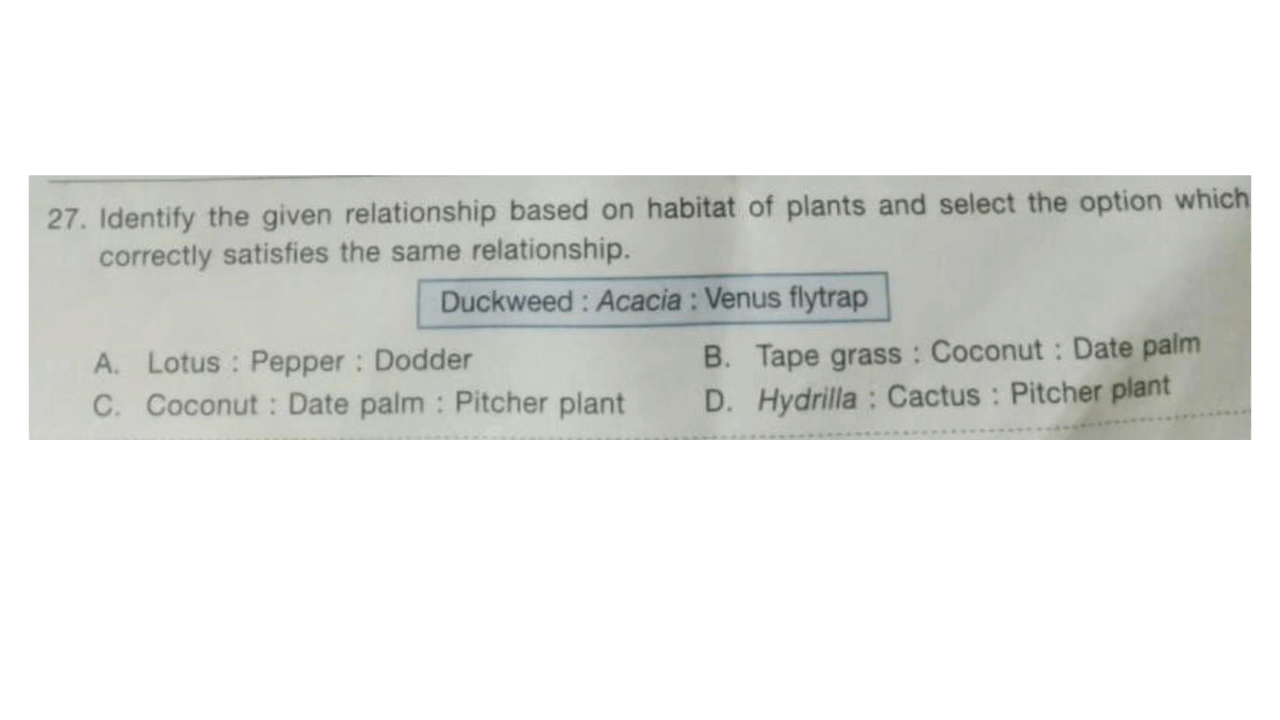 27. Identify the given relationship based on habitat of plants and select the option which
correctly satisfies the same relationship.
Duckweed : Acacia : Venus flytrap
A. Lotus : Pepper : Dodder
B. Tape grass : Coconut : Date palm
C. Coconut : Date palm : Pitcher plant
D. Hydrilla : Cactus : Pitcher plant